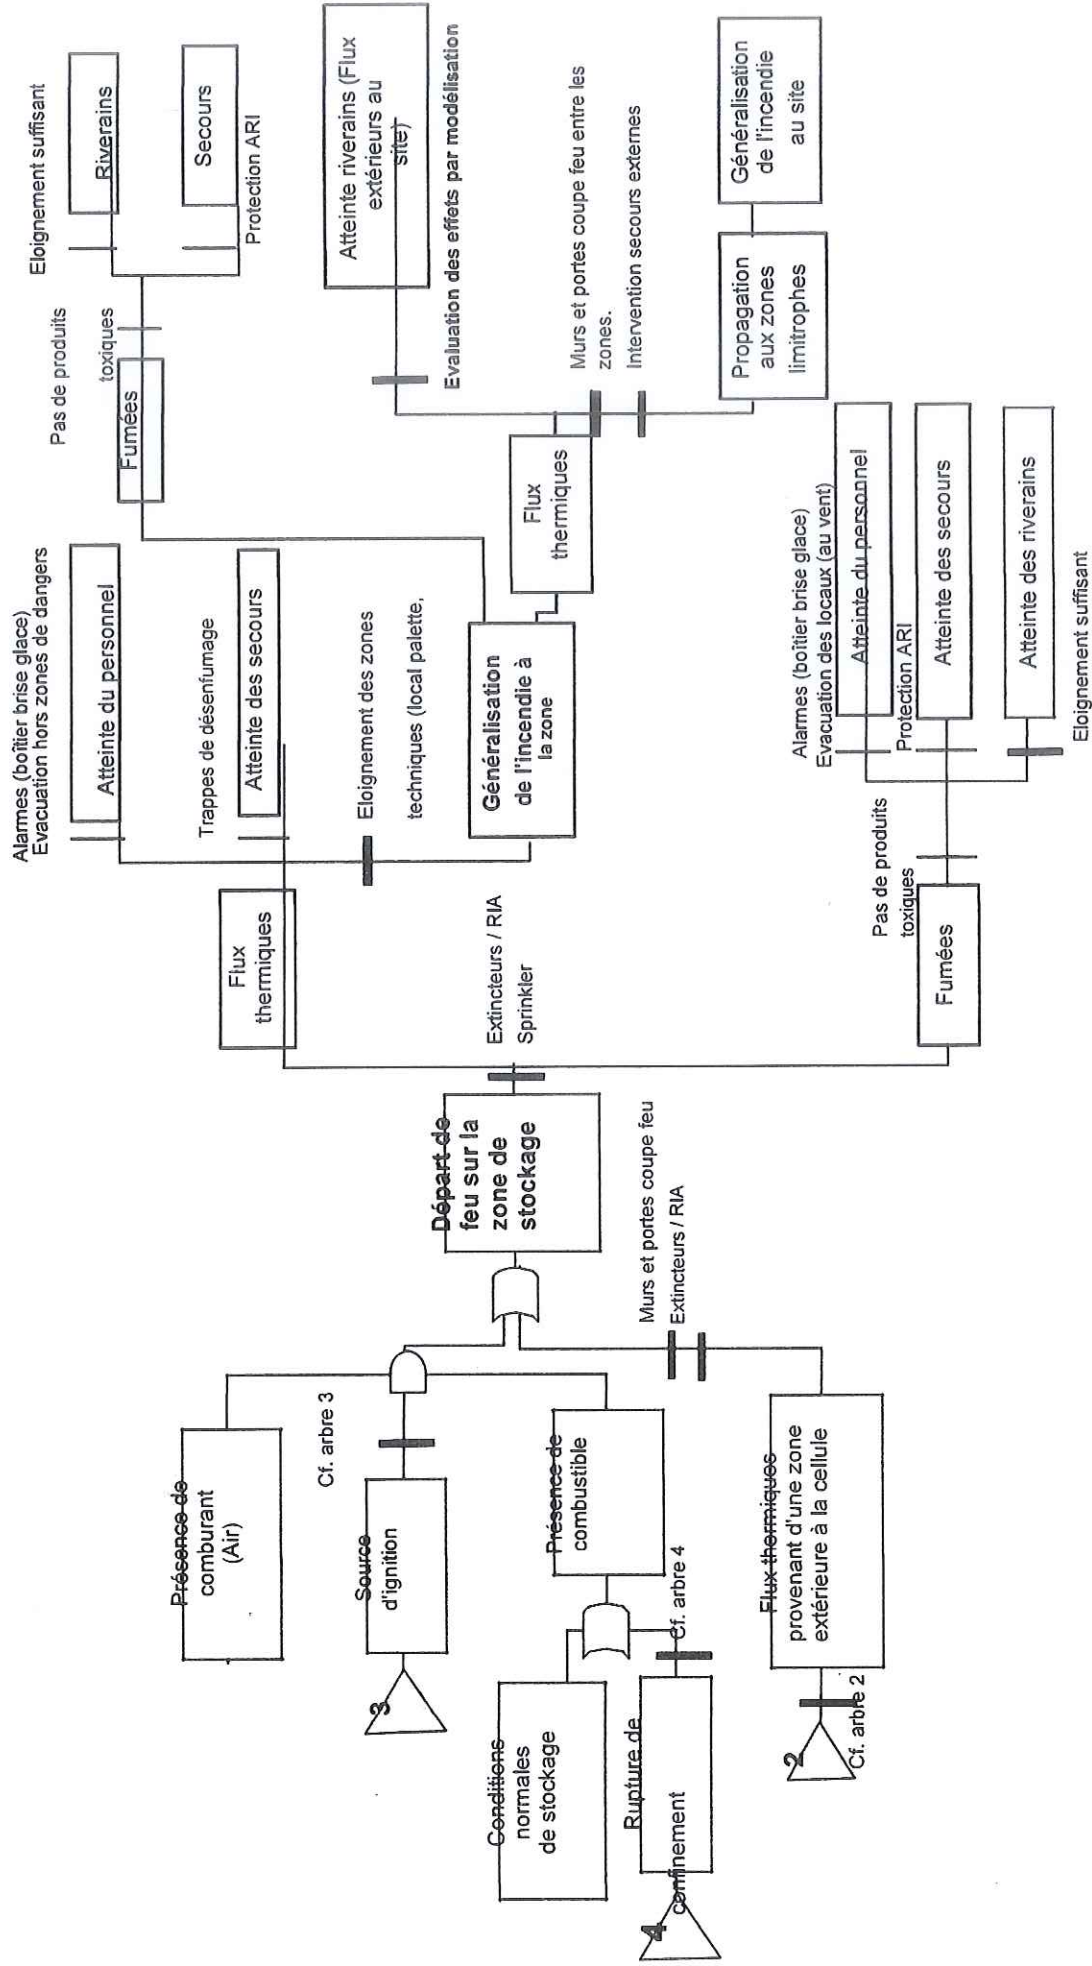 Présence de
comburant
(Air)
Cf. arbre 3
Source
d'ignition
3
Conditions
normales
de stockage
Présence de
combustible
Cf. arbre 4
Rupture de
confinement
4
Flux thermiques
provenant d'une zone
extérieure à la cellule
2
Cf. arbre 2
Murs et portes coupe feu
Extincteurs / RIA
Départ de
feu sur la
zone de
stockage
Extincteurs / RIA
Sprinkler
Flux
thermiques
Alarmes (boîtier brise glace)
Evacuation hors zones de dangers
Atteinte du personnel
Trappes de désenfumage
Atteinte des secours
Eloignement des zones
techniques (local palette,
Généralisation
de l'incendie à
la zone
Fumées
Pas de produits
toxiques
Eloignement suffisant
Riverains
Secours
Protection ARI
Flux
thermiques
Atteinte riverains (Flux
extérieurs au
site)
Evaluation des effets par modélisation
Murs et portes coupe feu entre les
zones.
Intervention secours externes
Propagation
aux zones
limitrophes
Généralisation
de l'incendie
au site
Fumées
Pas de produits
toxiques
Alarmes (boîtier brise glace)
Evacuation des locaux (au vent)
Atteinte du personnel
Protection ARI
Atteinte des secours
Atteinte des riverains
Eloignement suffisant